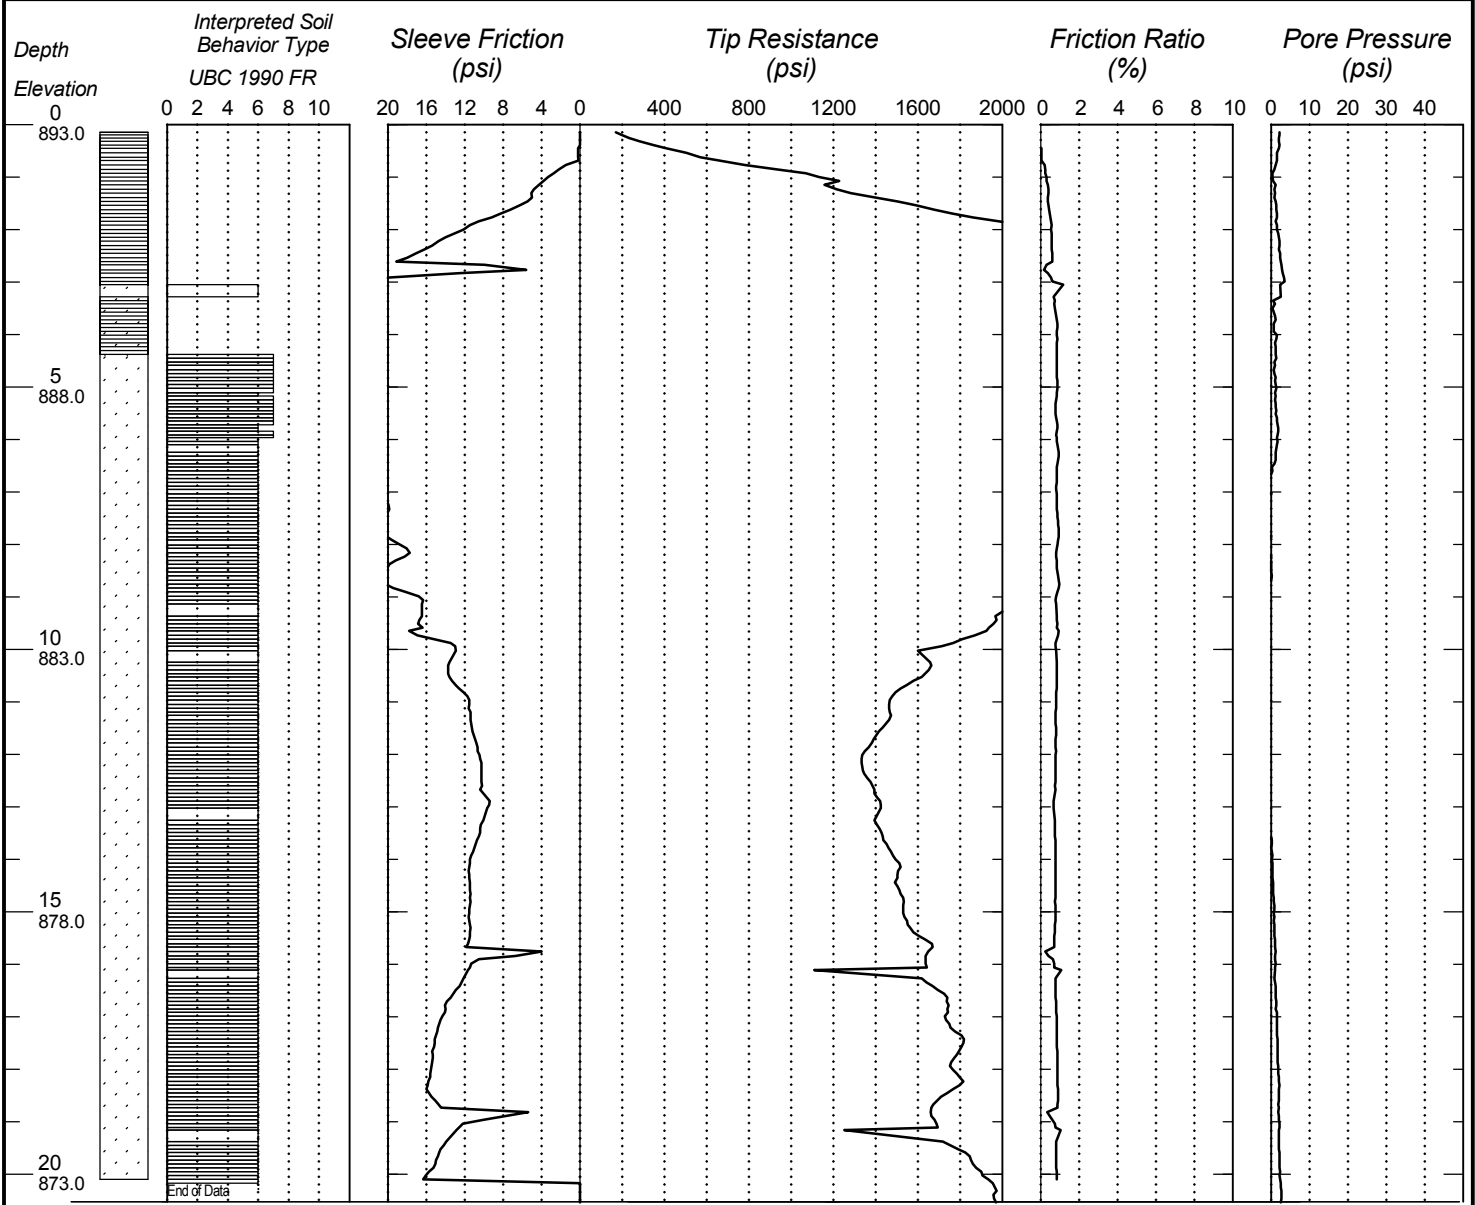 Depth
Elevation
Interpreted Soil
Behavior Type
UBC 1990 FR
Sleeve Friction
(psi)
Tip Resistance
(psi)
Friction Ratio
(%)
Pore Pressure
(psi)
0 2 4 6 8 10
20 16 12 8 4 0
400 800 1200 1600 2000
0 2 4 6 8 10
0 10 20 30 40
0
893.0
5
888.0
10
883.0
15
878.0
20
873.0
End of Data